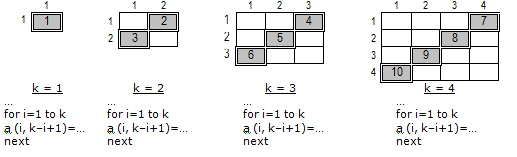 1
1 1
1 2
1 2
2 3
1 2 3
1 4
2 5
3 6
1 2 3 4
1 7
2 8
3 9
4 10
k = 1
...
for i=1 to k
a (i, k-i+1)=...
next
k = 2
...
for i=1 to k
a (i, k-i+1)=...
next
k = 3
...
for i=1 to k
a (i, k-i+1)=...
next
k = 4
...
for i=1 to k
a (i, k-i+1)=...
next